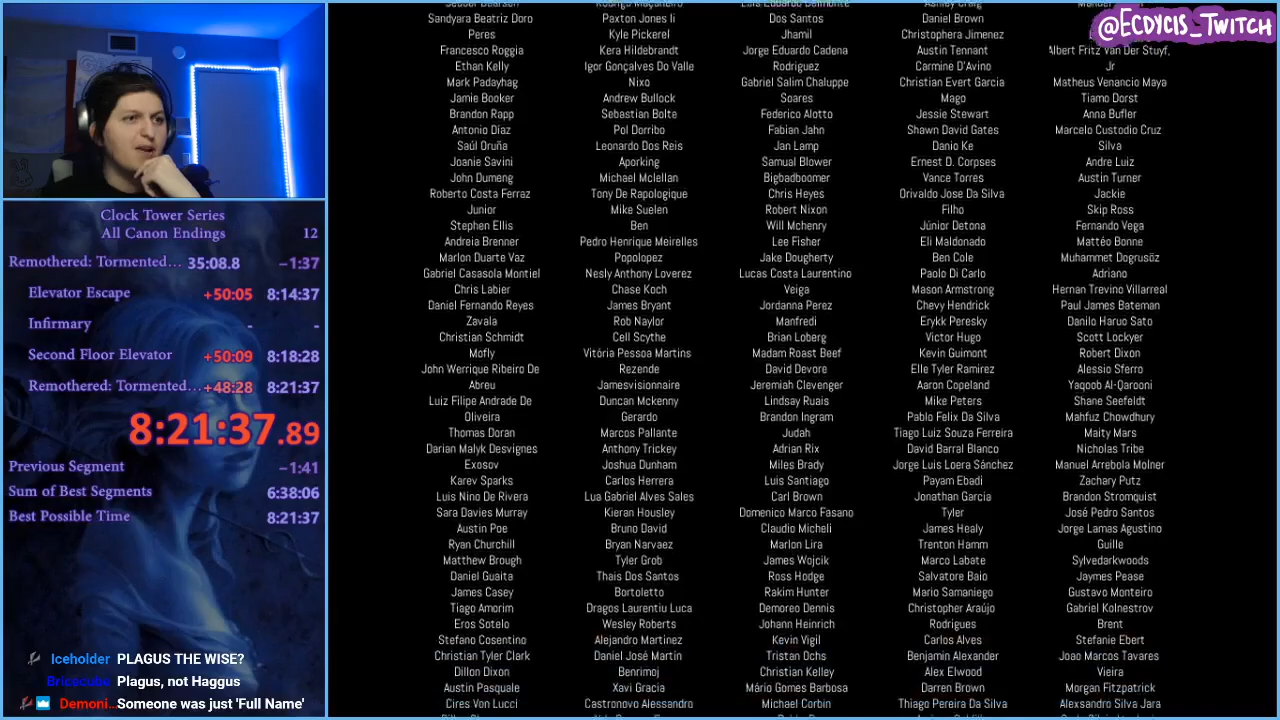 @ECDYCIS_TWITCH
Clock Tower Series
All Canon Endings 12
Remothered: Tormented... 35:08.8 −1:37
Elevator Escape +50:05 8:14:37
Infirmary - -
Second Floor Elevator +50:09 8:18:28
Remothered: Tormented... +48:28 8:21:37
8:21:37.89
Previous Segment −1:41
Sum of Best Segments 6:38:06
Best Possible Time 8:21:37
Iceholder PLAGUS THE WISE?
Bricocube Plagus, not Haggus
Demoni... Someone was just 'Full Name'
Sandyara Beatriz Doro
Peres
Francesco Roggia
Ethan Kelly
Mark Padayhag
Jamie Booker
Brandon Rapp
Antonio Díaz
Saúl Oruña
Joanie Savini
John Dumeng
Roberto Costa Ferraz
Junior
Stephen Ellis
Andreia Brenner
Marlon Duarte Vaz
Gabriel Casasola Montiel
Chris Labier
Daniel Fernando Reyes
Zavala
Christian Schmidt
Mofly
John Werrique Ribeiro De
Abreu
Luiz Filipe Andrade De
Oliveira
Thomas Doran
Darian Malyk Desvignes
Exosov
Karev Sparks
Luis Nino De Rivera
Sara Davies Murray
Austin Poe
Ryan Churchill
Matthew Brough
Daniel Guaita
James Casey
Tiago Amorim
Eros Sotelo
Stefano Cosentino
Christian Tyler Clark
Dillon Dixon
Austin Pasquale
Cires Von Lucci
Paxton Jones Ii
Kyle Pickerel
Kera Hildebrandt
Igor Gonçalves Do Valle
Nixo
Andrew Bullock
Sebastian Bolte
Pol Dorribo
Leonardo Dos Reis
Aporking
Michael Mclellan
Tony De Rapologique
Mike Suelen
Ben
Pedro Henrique Meirelles
Popolopez
Nesly Anthony Loverez
Chase Koch
James Bryant
Rob Naylor
Cell Scythe
Vitória Pessoa Martins
Rezende
Jamesvisionnaire
Duncan Mckenny
Gerardo
Marcos Pallante
Anthony Trickey
Joshua Dunham
Carlos Herrera
Lua Gabriel Alves Sales
Kieran Housley
Bruno David
Bryan Narvaez
Tyler Grob
Thais Dos Santos
Bortoletto
Dragos Laurentiu Luca
Wesley Roberts
Alejandro Martinez
Daniel José Martin
Benrimoj
Xavi Gracia
Castronovo Alessandro
Dos Santos
Jhamil
Jorge Eduardo Cadena
Rodriguez
Gabriel Salim Chaluppe
Soares
Federico Alotto
Fabian Jahn
Jan Lamp
Samual Blower
Bigbadboomer
Chris Heyes
Robert Nixon
Will Mchenry
Lee Fisher
Jake Dougherty
Lucas Costa Laurentino
Veiga
Jordanna Perez
Manfredi
Brian Loberg
Madam Roast Beef
David Devore
Jeremiah Clevenger
Lindsay Ruais
Brandon Ingram
Judah
Adrian Rix
Miles Brady
Luis Santiago
Carl Brown
Domenico Marco Fasano
Claudio Micheli
Marlon Lira
James Wojcik
Ross Hodge
Rakim Hunter
Demoreo Dennis
Johann Heinrich
Kevin Vigil
Tristan Ochs
Christian Kelley
Mário Gomes Barbosa
Michael Corbin
Daniel Brown
Christophera Jimenez
Austin Tennant
Carmine D'Avino
Christian Evert Garcia
Mago
Jessie Stewart
Shawn David Gates
Danio Ke
Ernest D. Corpses
Vance Torres
Orivaldo Jose Da Silva
Filho
Júnior Detona
Eli Maldonado
Ben Cole
Paolo Di Carlo
Mason Armstrong
Chevy Hendrick
Erykk Peresky
Victor Hugo
Kevin Guimont
Elle Tyler Ramirez
Aaron Copeland
Mike Peters
Pablo Felix Da Silva
Tiago Luiz Souza Ferreira
David Barral Blanco
Jorge Luis Loera Sánchez
Payam Ebadi
Jonathan Garcia
Tyler
James Healy
Trenton Hamm
Marco Labate
Salvatore Baio
Mario Samaniego
Christopher Araújo
Rodrigues
Carlos Alves
Benjamin Alexander
Alex Elwood
Darren Brown
Thiago Pereira Da Silva
Albert Fritz Van Der Stuyf,
Jr
Matheus Venancio Maya
Tiamo Dorst
Anna Bufler
Marcelo Custodio Cruz
Silva
Andre Luiz
Austin Turner
Jackie
Skip Ross
Fernando Vega
Mattéo Bonne
Muhammet Dogrusöz
Adriano
Hernan Trevino Villarreal
Paul James Bateman
Danilo Haruo Sato
Scott Lockyer
Robert Dixon
Alessio Sferro
Yaqoob Al-Qarooni
Shane Seefeldt
Mahfuz Chowdhury
Maity Mars
Nicholas Tribe
Manuel Arrebola Molner
Zachary Putz
Brandon Stromquist
José Pedro Santos
Jorge Lamas Agustino
Guille
Sylvedarkwoods
Jaymes Pease
Gustavo Monteiro
Gabriel Kolnestrov
Brent
Stefanie Ebert
Joao Marcos Tavares
Vieira
Morgan Fitzpatrick
Alexsandro Silva Jara